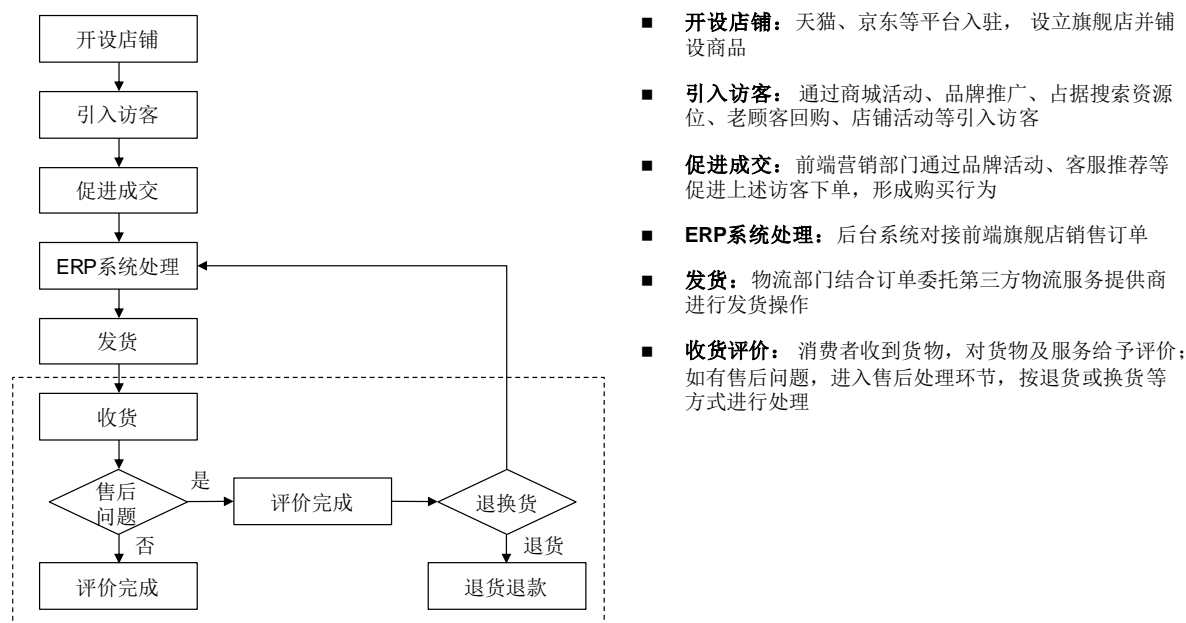 开设店铺
引入访客
促进成交
ERP系统处理
发货
收货
售后
问题
是
评价完成
退换货
否
退货
评价完成
退货退款
■ 开设店铺：天猫、京东等平台入驻， 设立旗舰店并铺
设商品
■ 引入访客： 通过商城活动、品牌推广、占据搜索资源
位、老顾客回购、店铺活动等引入访客
■ 促进成交：前端营销部门通过品牌活动、客服推荐等
促进上述访客下单，形成购买行为
■ ERP系统处理：后台系统对接前端旗舰店销售订单
■ 发货：物流部门结合订单委托第三方物流服务提供商
进行发货操作
■ 收货评价： 消费者收到货物，对货物及服务给予评价；
如有售后问题，进入售后处理环节，按退货或换货等
方式进行处理